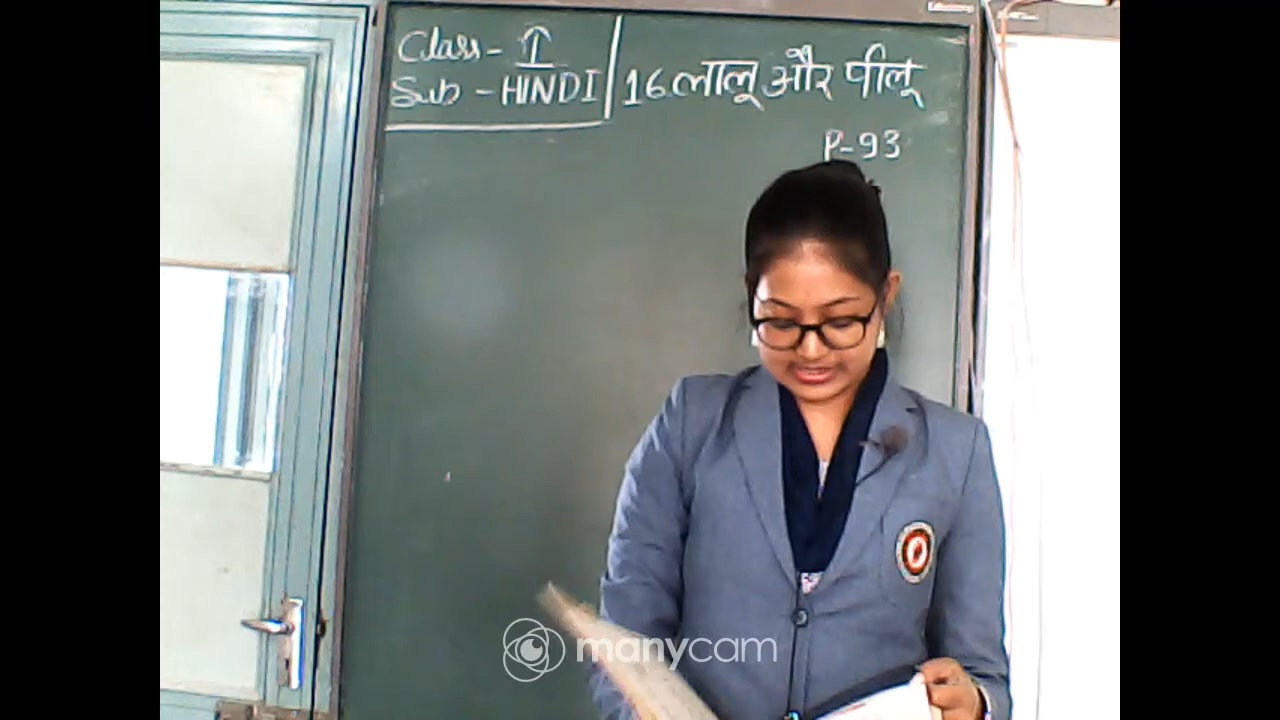 Class - I
Sub - HINDI
16. लालू और पीलू
P-93
manycam